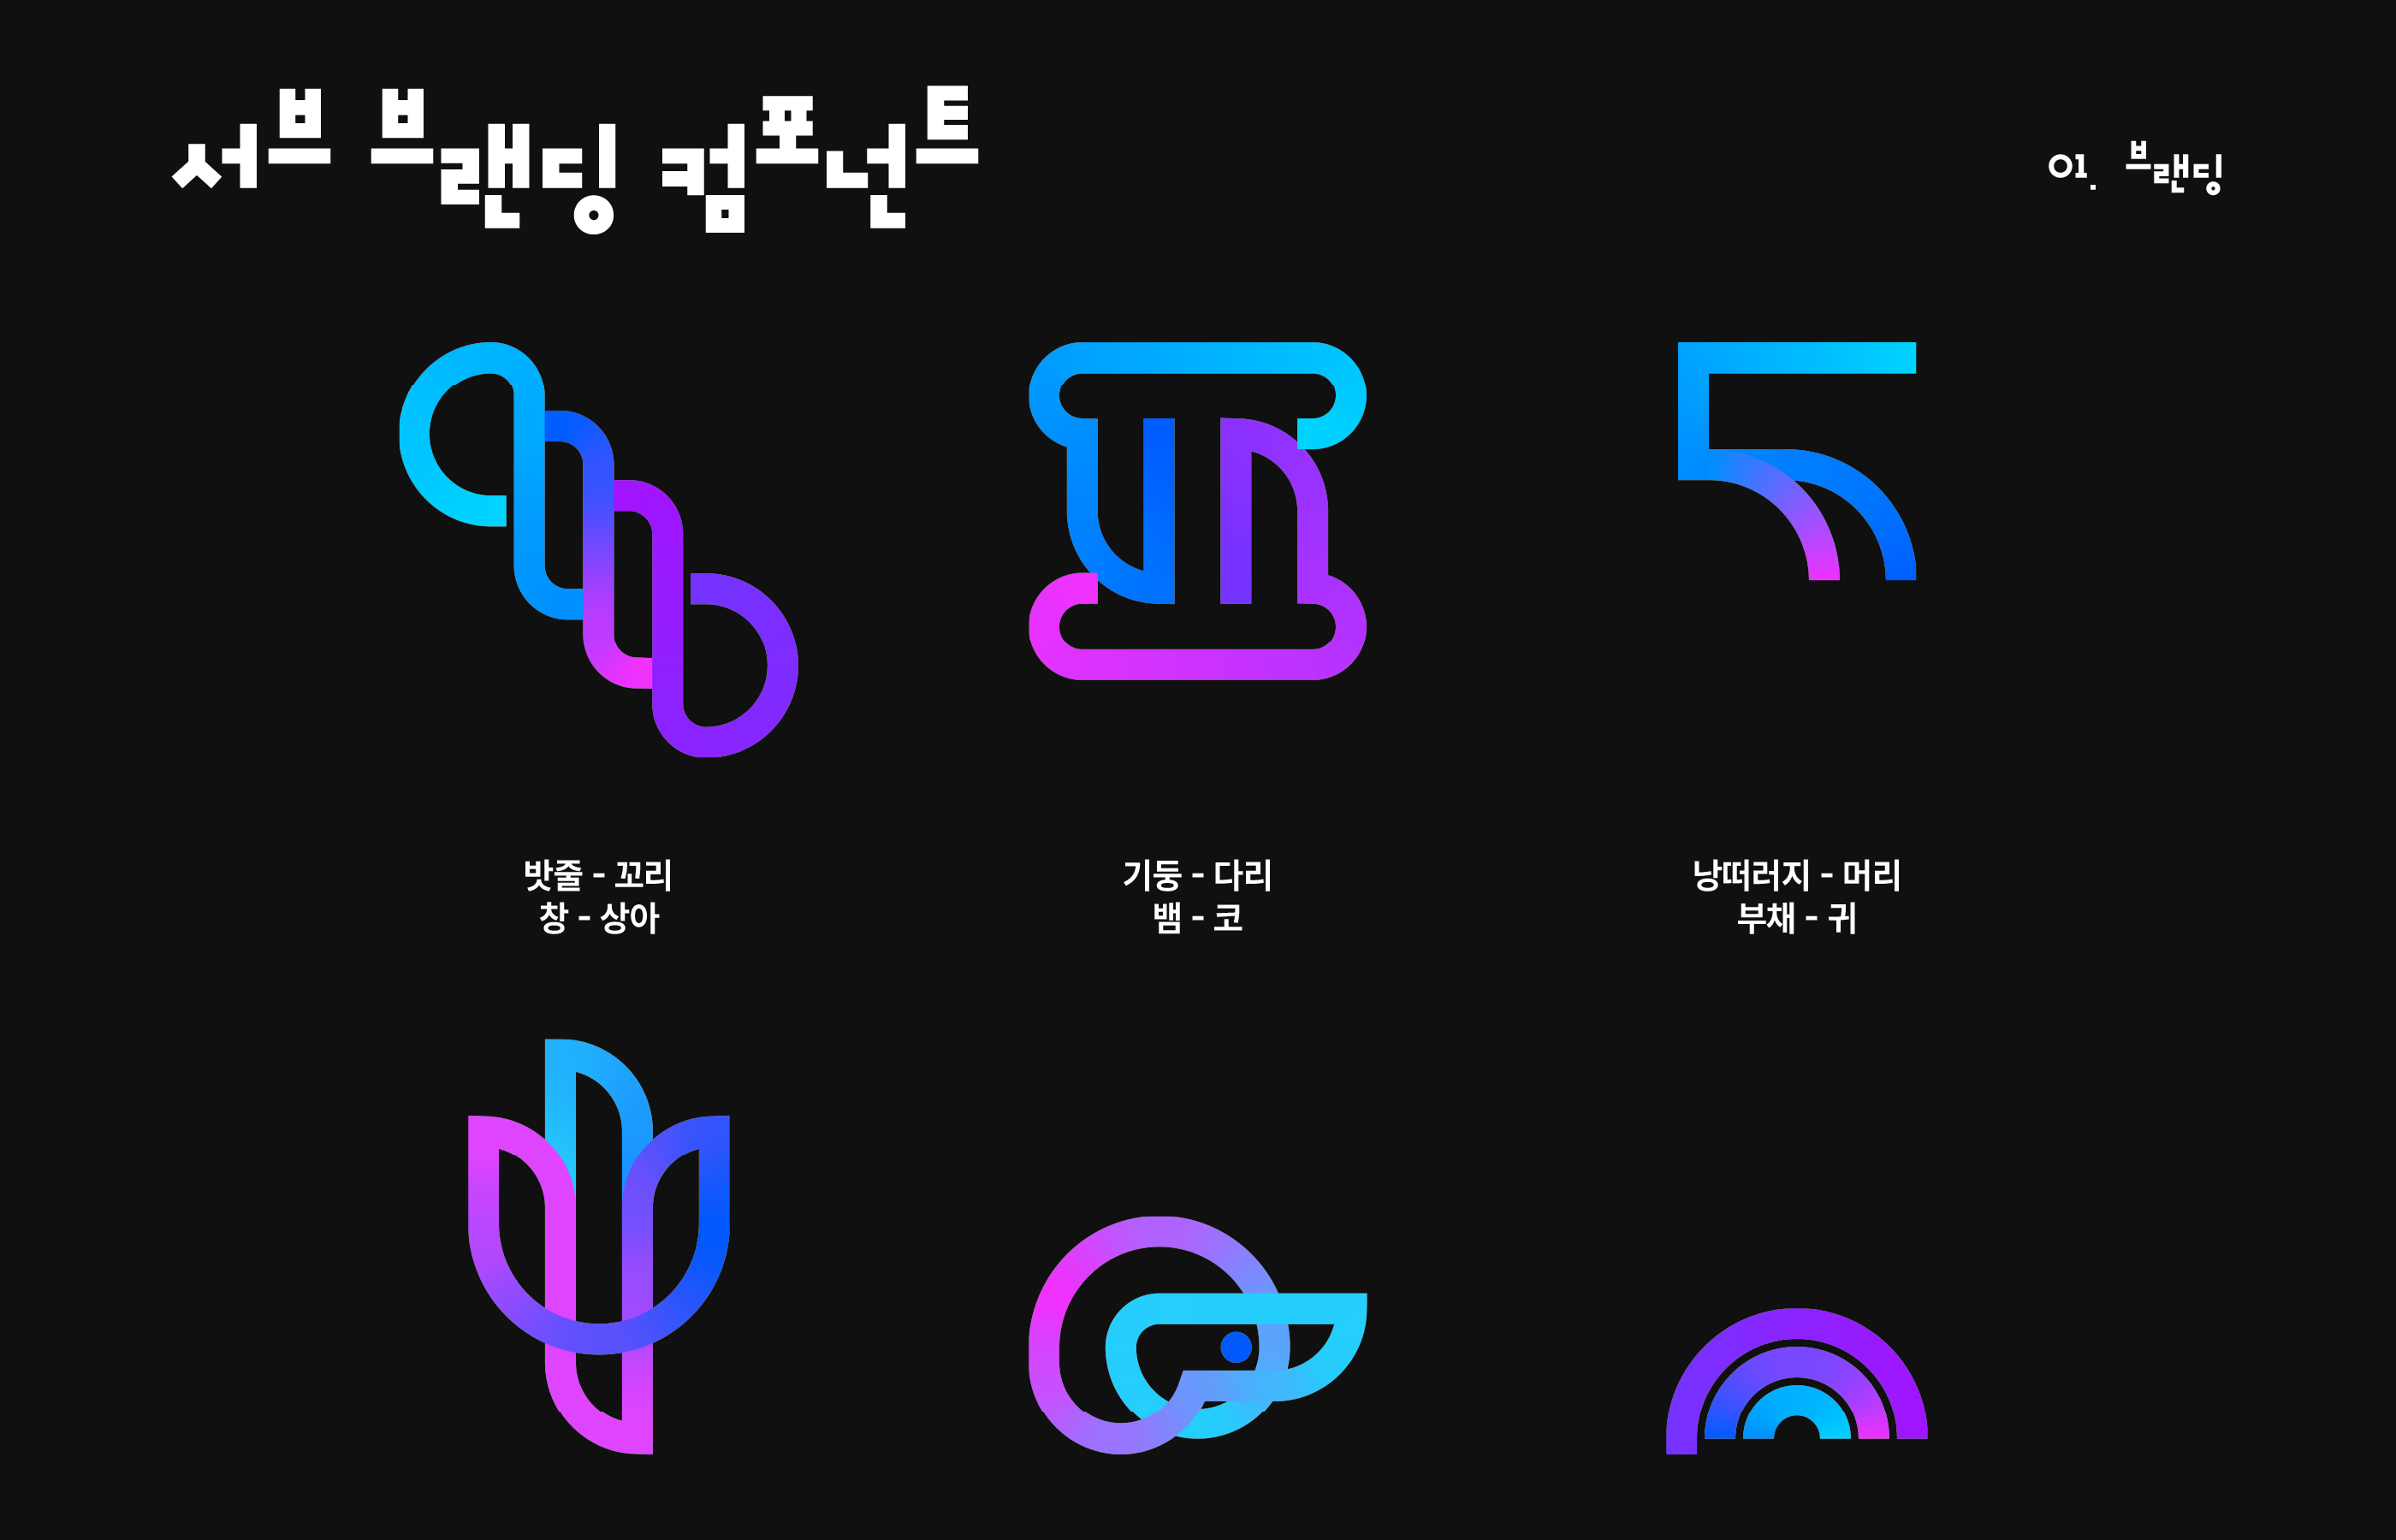 서브 브랜딩 컴포넌트
01. 브랜딩
밧줄 - 꼬리
창 - 상아
기둥 - 다리
뱀 - 코
낭떠러지 - 머리
부채 - 귀